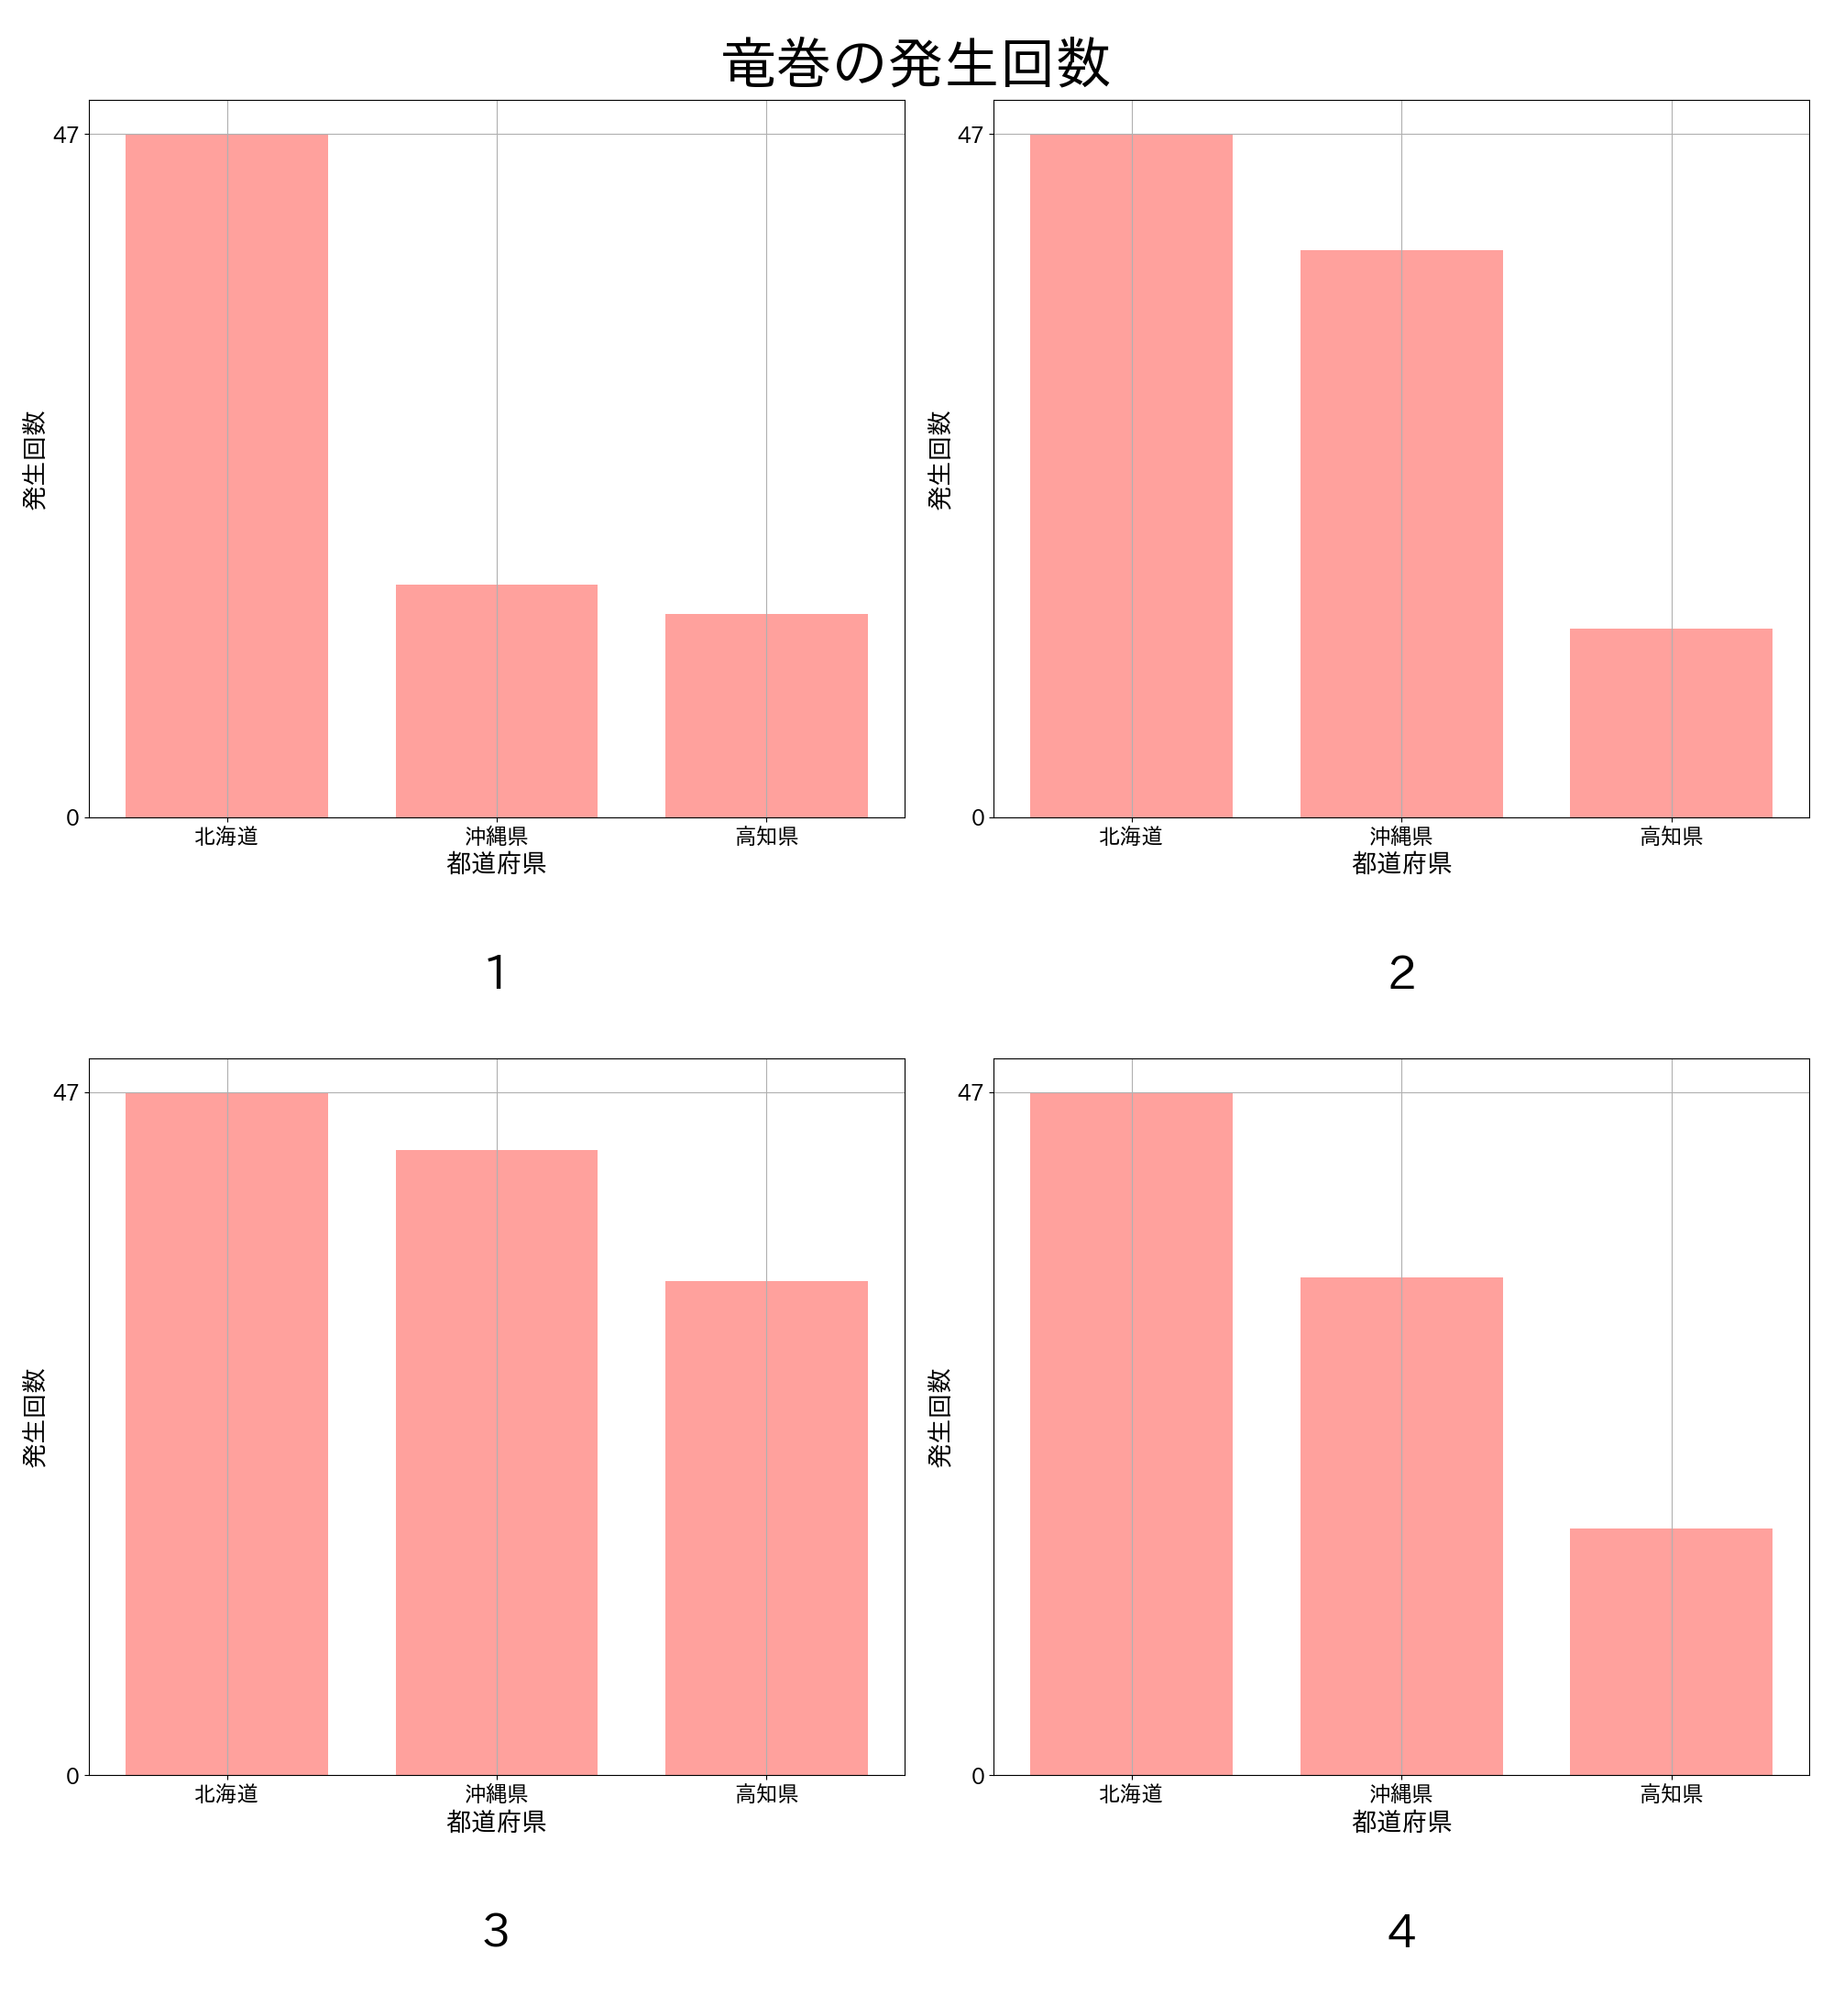 竜巻の発生回数
47
0
発生回数
北海道 沖縄県 高知県
都道府県
1
47
0
発生回数
北海道 沖縄県 高知県
都道府県
2
47
0
発生回数
北海道 沖縄県 高知県
都道府県
3
47
0
発生回数
北海道 沖縄県 高知県
都道府県
4